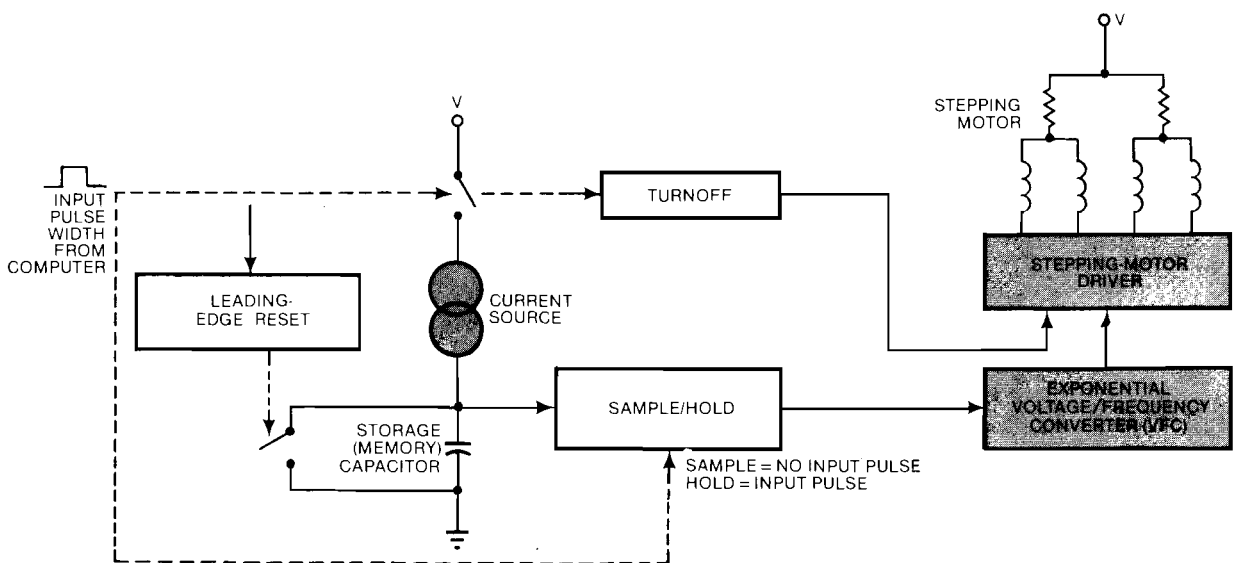 V
STEPPING
MOTOR
V
INPUT
PULSE
WIDTH
FROM
COMPUTER
TURNOFF
LEADING-
EDGE RESET
CURRENT
SOURCE
STEPPING-MOTOR
DRIVER
STORAGE
(MEMORY)
CAPACITOR
SAMPLE/HOLD
SAMPLE = NO INPUT PULSE
HOLD = INPUT PULSE
EXPONENTIAL
VOLTAGE/FREQUENCY
CONVERTER (VFC)